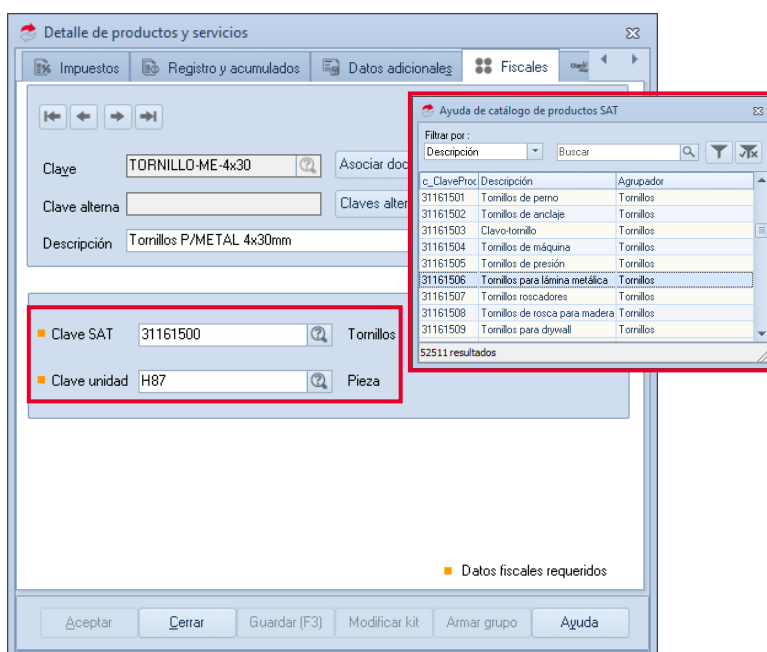 Detalle de productos y servicios
Impuestos
Registro y acumulados
Datos adicionales
Fiscales
Clave
TORNILLO-ME-4x30
Asociar doc
Clave alterna
Claves alter
Descripción
Tornillos P/METAL 4x30mm
Clave SAT
31161500
Tornillos
Clave unidad
H87
Pieza
Datos fiscales requeridos
Aceptar
Cerrar
Guardar (F3)
Modificar kit
Armar grupo
Ayuda
Ayuda de catálogo de productos SAT
Filtrar por :
Descripción
Buscar
c_ClaveProc Descripción Agrupador
31161501 Tornillos de perno Tornillos
31161502 Tornillos de anclaje Tornillos
31161503 Clavo-tornillo Tornillos
31161504 Tornillos de máquina Tornillos
31161505 Tornillos de presión Tornillos
31161506 Tornillos para lámina metálica Tornillos
31161507 Tornillos roscadores Tornillos
31161508 Tornillos de rosca para madera Tornillos
31161509 Tornillos para drywall Tornillos
52511 resultados